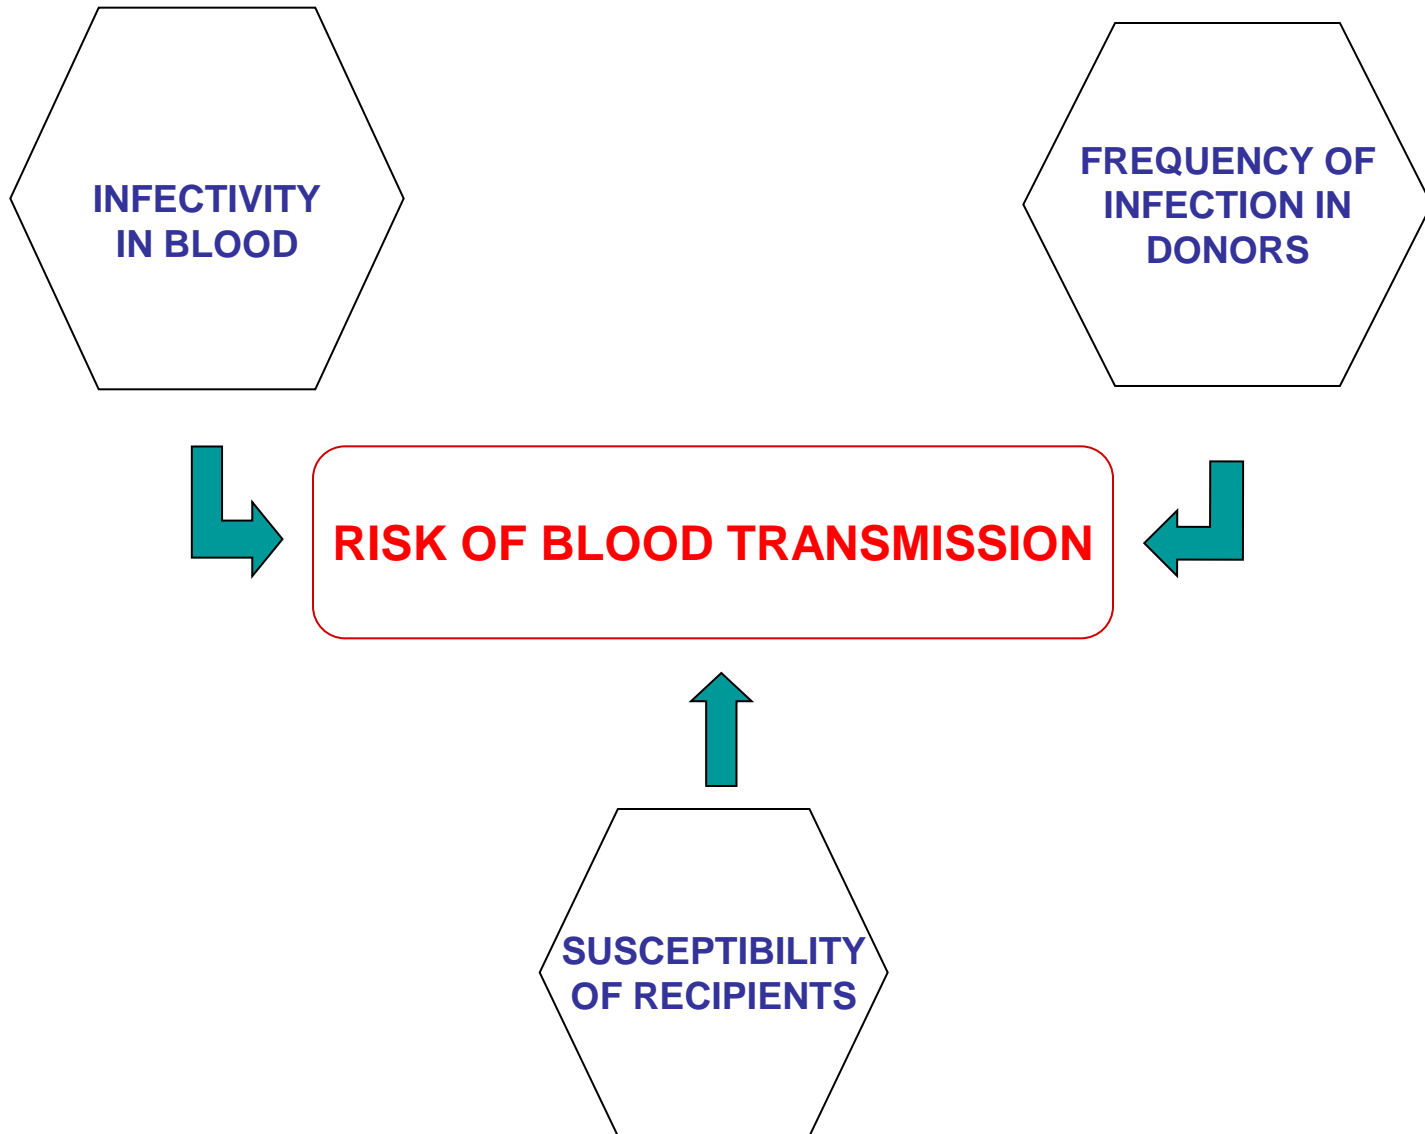 INFECTIVITY
IN BLOOD
FREQUENCY OF
INFECTION IN
DONORS
RISK OF BLOOD TRANSMISSION
SUSCEPTIBILITY
OF RECIPIENTS